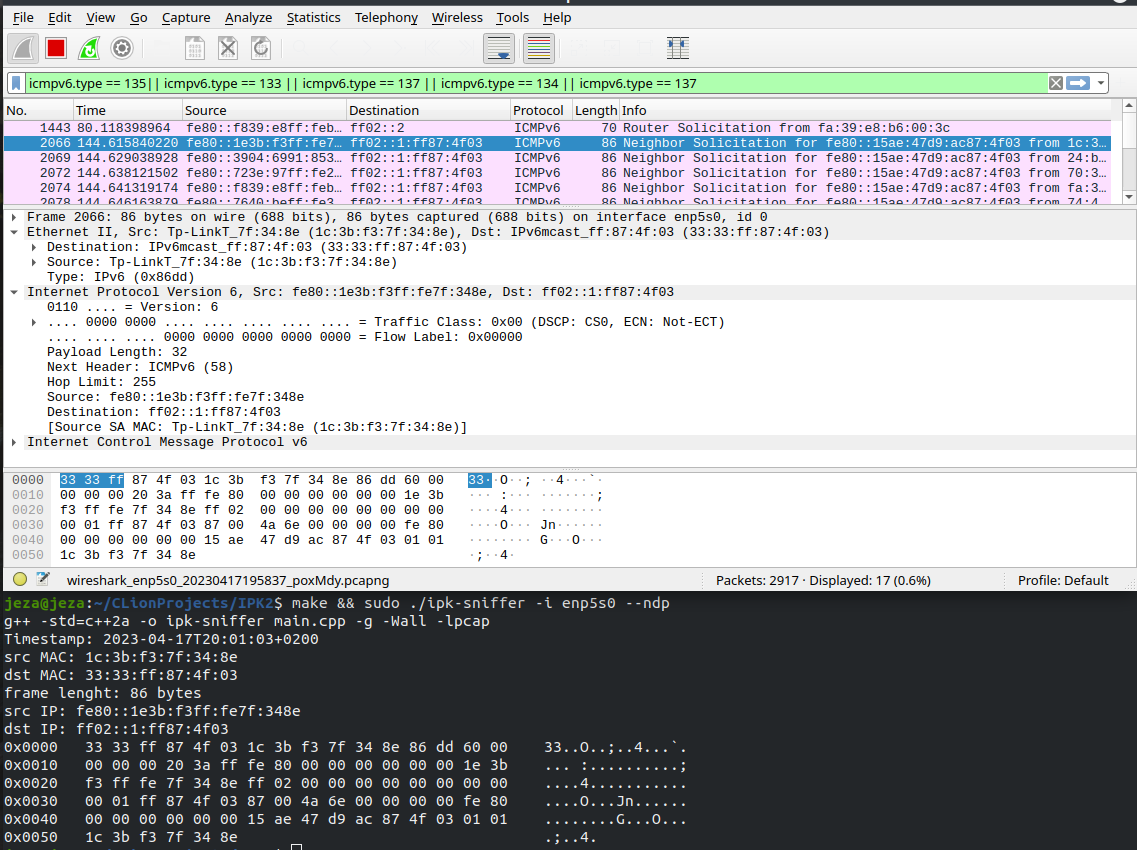 File Edit View Go Capture Analyze Statistics Telephony Wireless Tools Help
icmpv6.type == 135|| icmpv6.type == 133 || icmpv6.type == 137 || icmpv6.type == 134 || icmpv6.type == 137
No. Time Source Destination Protocol Length Info
1443 80.118398964 fe80::f839:e8ff:feb… ff02::2 ICMPv6 70 Router Solicitation from fa:39:e8:b6:00:3c
2066 144.615840220 fe80::1e3b:f3ff:fe7… ff02::1:ff87:4f03 ICMPv6 86 Neighbor Solicitation for fe80::15ae:47d9:ac87:4f03 from 1c:3…
2069 144.629038928 fe80::3904:6991:853… ff02::1:ff87:4f03 ICMPv6 86 Neighbor Solicitation for fe80::15ae:47d9:ac87:4f03 from 24:b…
2072 144.638121502 fe80::723e:97ff:fe2… ff02::1:ff87:4f03 ICMPv6 86 Neighbor Solicitation for fe80::15ae:47d9:ac87:4f03 from 70:3…
2074 144.641319174 fe80::f839:e8ff:feb… ff02::1:ff87:4f03 ICMPv6 86 Neighbor Solicitation for fe80::15ae:47d9:ac87:4f03 from fa:3…
2078 144.646163879 fe80::7640:beff:fe3… ff02::1:ff87:4f03 ICMPv6 86 Neighbor Solicitation for fe80::15ae:47d9:ac87:4f03 from 74:4…
Frame 2066: 86 bytes on wire (688 bits), 86 bytes captured (688 bits) on interface enp5s0, id 0
Ethernet II, Src: Tp-LinkT_7f:34:8e (1c:3b:f3:7f:34:8e), Dst: IPv6mcast_ff:87:4f:03 (33:33:ff:87:4f:03)
Destination: IPv6mcast_ff:87:4f:03 (33:33:ff:87:4f:03)
Source: Tp-LinkT_7f:34:8e (1c:3b:f3:7f:34:8e)
Type: IPv6 (0x86dd)
Internet Protocol Version 6, Src: fe80::1e3b:f3ff:fe7f:348e, Dst: ff02::1:ff87:4f03
0110 .... = Version: 6
.... 0000 0000 .... .... .... .... .... = Traffic Class: 0x00 (DSCP: CS0, ECN: Not-ECT)
.... .... .... 0000 0000 0000 0000 0000 = Flow Label: 0x00000
Payload Length: 32
Next Header: ICMPv6 (58)
Hop Limit: 255
Source: fe80::1e3b:f3ff:fe7f:348e
Destination: ff02::1:ff87:4f03
[Source SA MAC: Tp-LinkT_7f:34:8e (1c:3b:f3:7f:34:8e)]
Internet Control Message Protocol v6
0000 33 33 ff 87 4f 03 1c 3b f3 7f 34 8e 86 dd 60 00 33··O··; ··4···`·
0010 00 00 00 20 3a ff fe 80 00 00 00 00 00 00 1e 3b ··· :··· ·······;
0020 f3 ff fe 7f 34 8e ff 02 00 00 00 00 00 00 00 00 ····4··· ········
0030 00 01 ff 87 4f 03 87 00 4a 6e 00 00 00 00 fe 80 ····O··· Jn······
0040 00 00 00 00 00 00 15 ae 47 d9 ac 87 4f 03 01 01 ········ G···O···
0050 1c 3b f3 7f 34 8e ·;··4·
wireshark_enp5s0_20230417195837_poxMdy.pcapng Packets: 2917 · Displayed: 17 (0.6%) Profile: Default
jeza@jeza:~/CLionProjects/IPK2$ make && sudo ./ipk-sniffer -i enp5s0 --ndp
g++ -std=c++2a -o ipk-sniffer main.cpp -g -Wall -lpcap
Timestamp: 2023-04-17T20:01:03+0200
src MAC: 1c:3b:f3:7f:34:8e
dst MAC: 33:33:ff:87:4f:03
frame lenght: 86 bytes
src IP: fe80::1e3b:f3ff:fe7f:348e
dst IP: ff02::1:ff87:4f03
0x0000 33 33 ff 87 4f 03 1c 3b f3 7f 34 8e 86 dd 60 00 33..O..;..4...`.
0x0010 00 00 00 20 3a ff fe 80 00 00 00 00 00 00 1e 3b ... :..........;
0x0020 f3 ff fe 7f 34 8e ff 02 00 00 00 00 00 00 00 00 ....4...........
0x0030 00 01 ff 87 4f 03 87 00 4a 6e 00 00 00 00 fe 80 ....O...Jn......
0x0040 00 00 00 00 00 00 15 ae 47 d9 ac 87 4f 03 01 01 ........G...O...
0x0050 1c 3b f3 7f 34 8e .;..4.